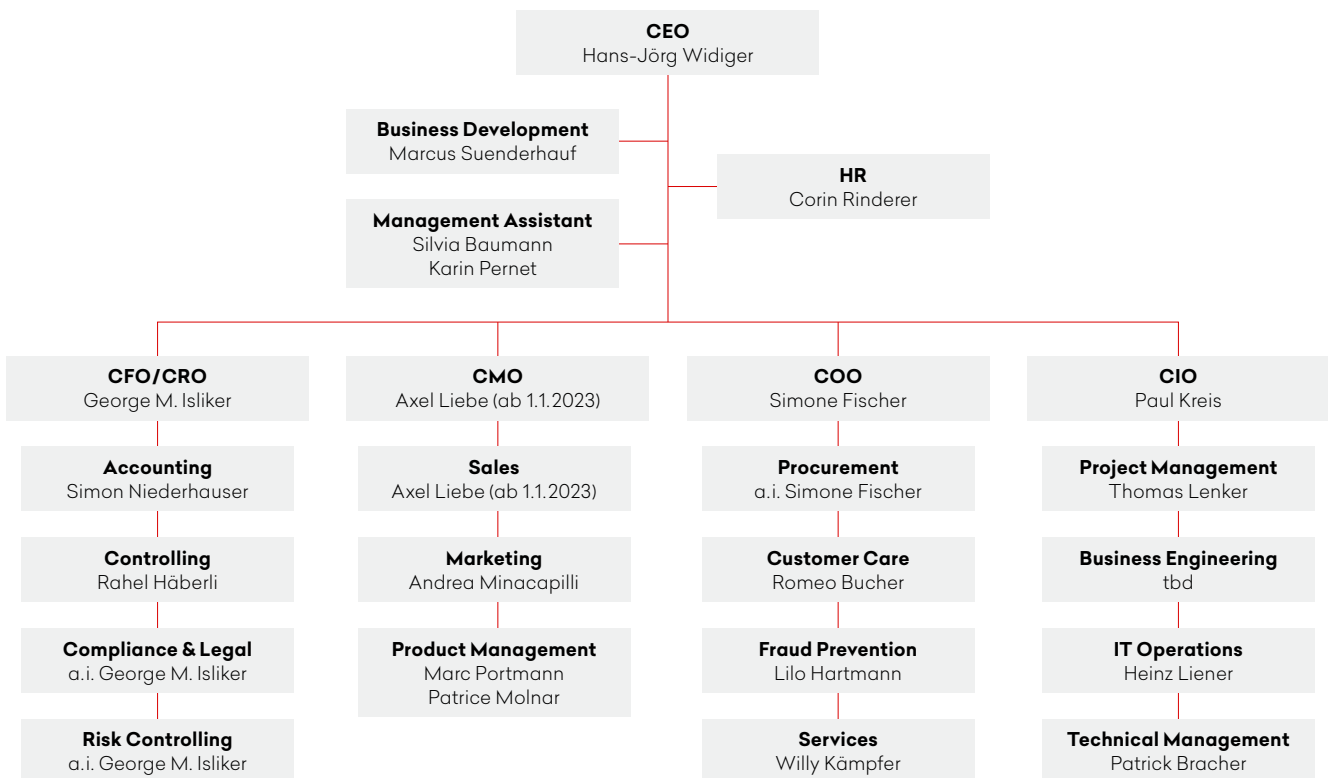 CEO
Hans-Jörg Widiger
Business Development
Marcus Suenderhauf
HR
Corin Rinderer
Management Assistant
Silvia Baumann
Karin Pernet
CFO/CRO
George M. Isliker
CMO
Axel Liebe (ab 1.1.2023)
COO
Simone Fischer
CIO
Paul Kreis
Accounting
Simon Niederhauser
Sales
Axel Liebe (ab 1.1.2023)
Procurement
a.i. Simone Fischer
Project Management
Thomas Lenker
Controlling
Rahel Häberli
Marketing
Andrea Minacapilli
Customer Care
Romeo Bucher
Business Engineering
tbd
Compliance & Legal
a.i. George M. Isliker
Product Management
Marc Portmann
Patrice Molnar
Fraud Prevention
Lilo Hartmann
IT Operations
Heinz Liener
Risk Controlling
a.i. George M. Isliker
Services
Willy Kämpfer
Technical Management
Patrick Bracher